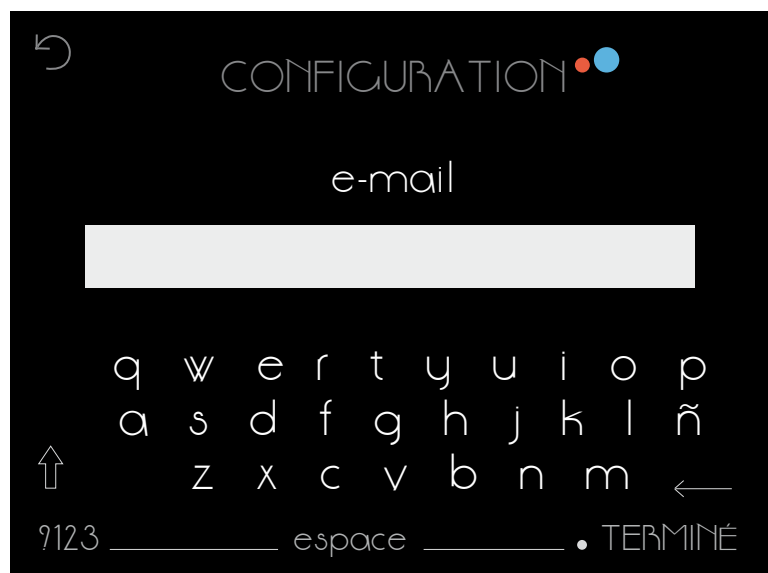 CONFIGURATION
e-mail
q w e r t y u i o p
a s d f g h j k l ñ
z x c v b n m
?123 espace . TERMINÉ